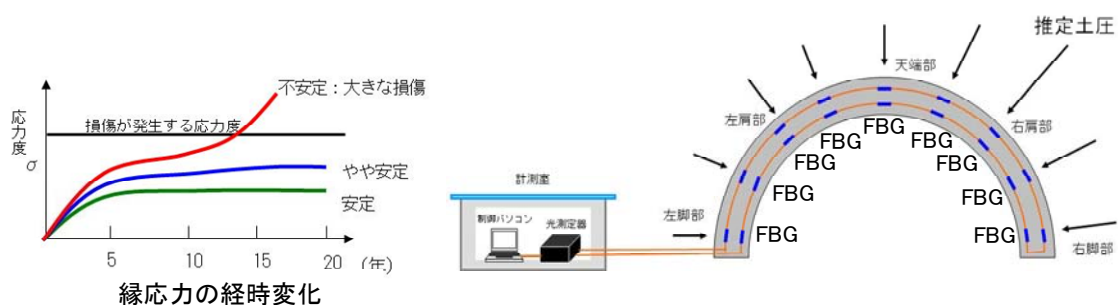 不安定：大きな損傷
応力度
σ
損傷が発生する応力度
やや安定
安定
5
10
15
20
(年)
縁応力の経時変化
計測室
制御パソコン
光測定器
推定土圧
天端部
左肩部
右肩部
左脚部
右脚部
FBG
FBG
FBG
FBG
FBG
FBG
FBG
FBG
FBG